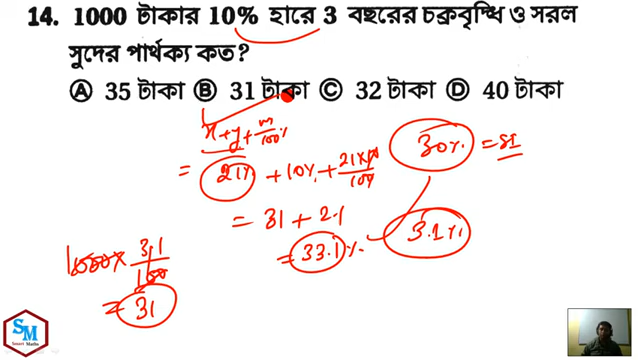 14. 1000 টাকার 10% হারে 3 বছরের চক্রবৃদ্ধি ও সরল
সুদের পার্থক্য কত?
Ⓐ 35 টাকা Ⓑ 31 টাকা Ⓒ 32 টাকা Ⓓ 40 টাকা
x+y+ /100 %
30% = SI
= 21% + 10% + 21×10/100
= 31 + 2.1
3.1%
= 33.1%
1000 × 3.1/100
= 31
SM
Smart Maths